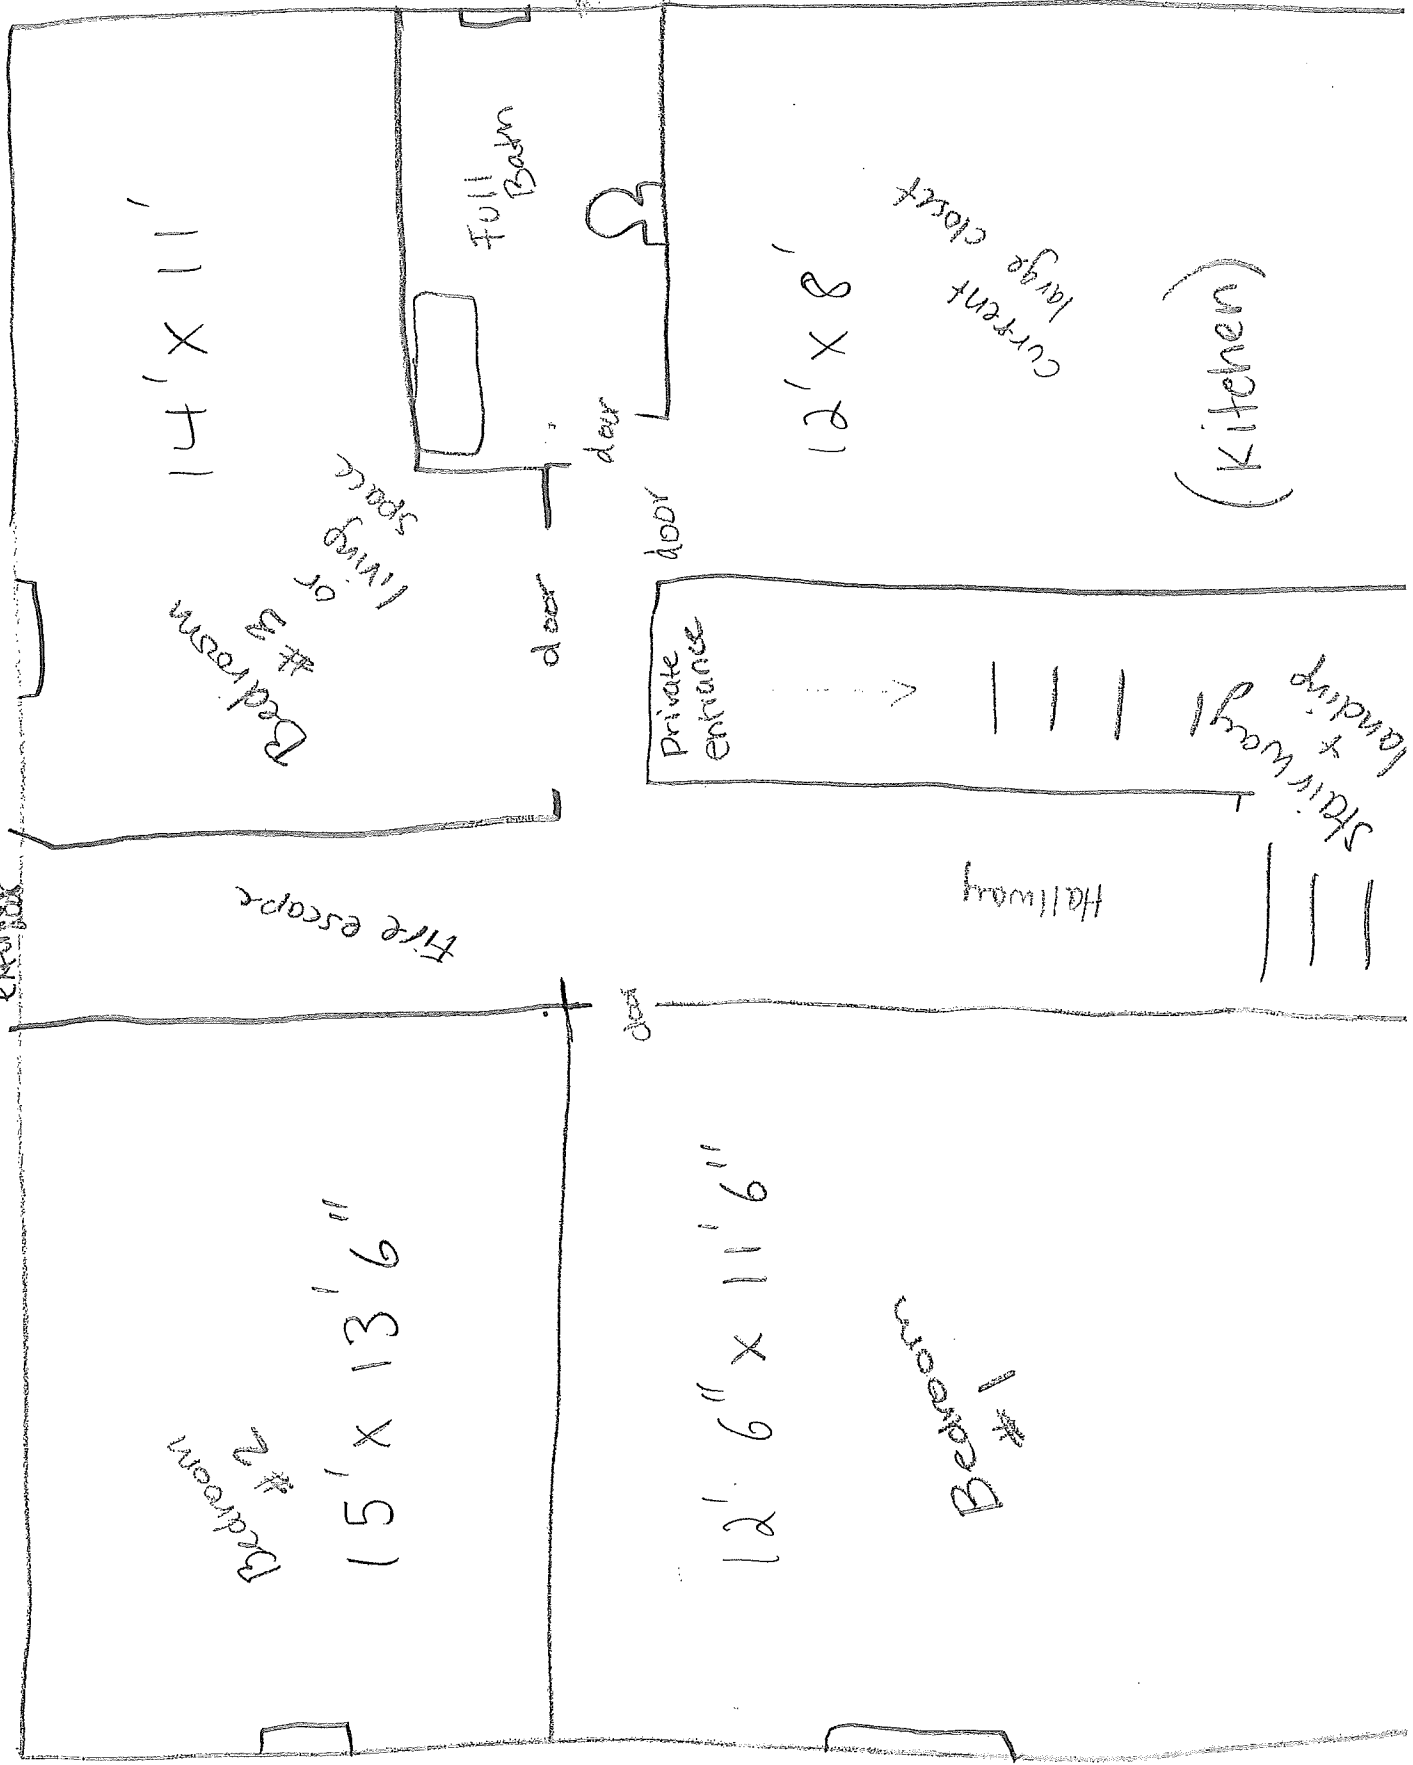 14' x 11'
Bedroom
#3
or
living
space
Full
Bath
door
door
door
12' x 8'
current
large closet
(Kitchen)
Private
entrance
Stairway
+
landing
Hallway
fire escape
door
Bedroom
#2
15' x 13' 6"
12' 6" x 11' 6"
Bedroom
#1